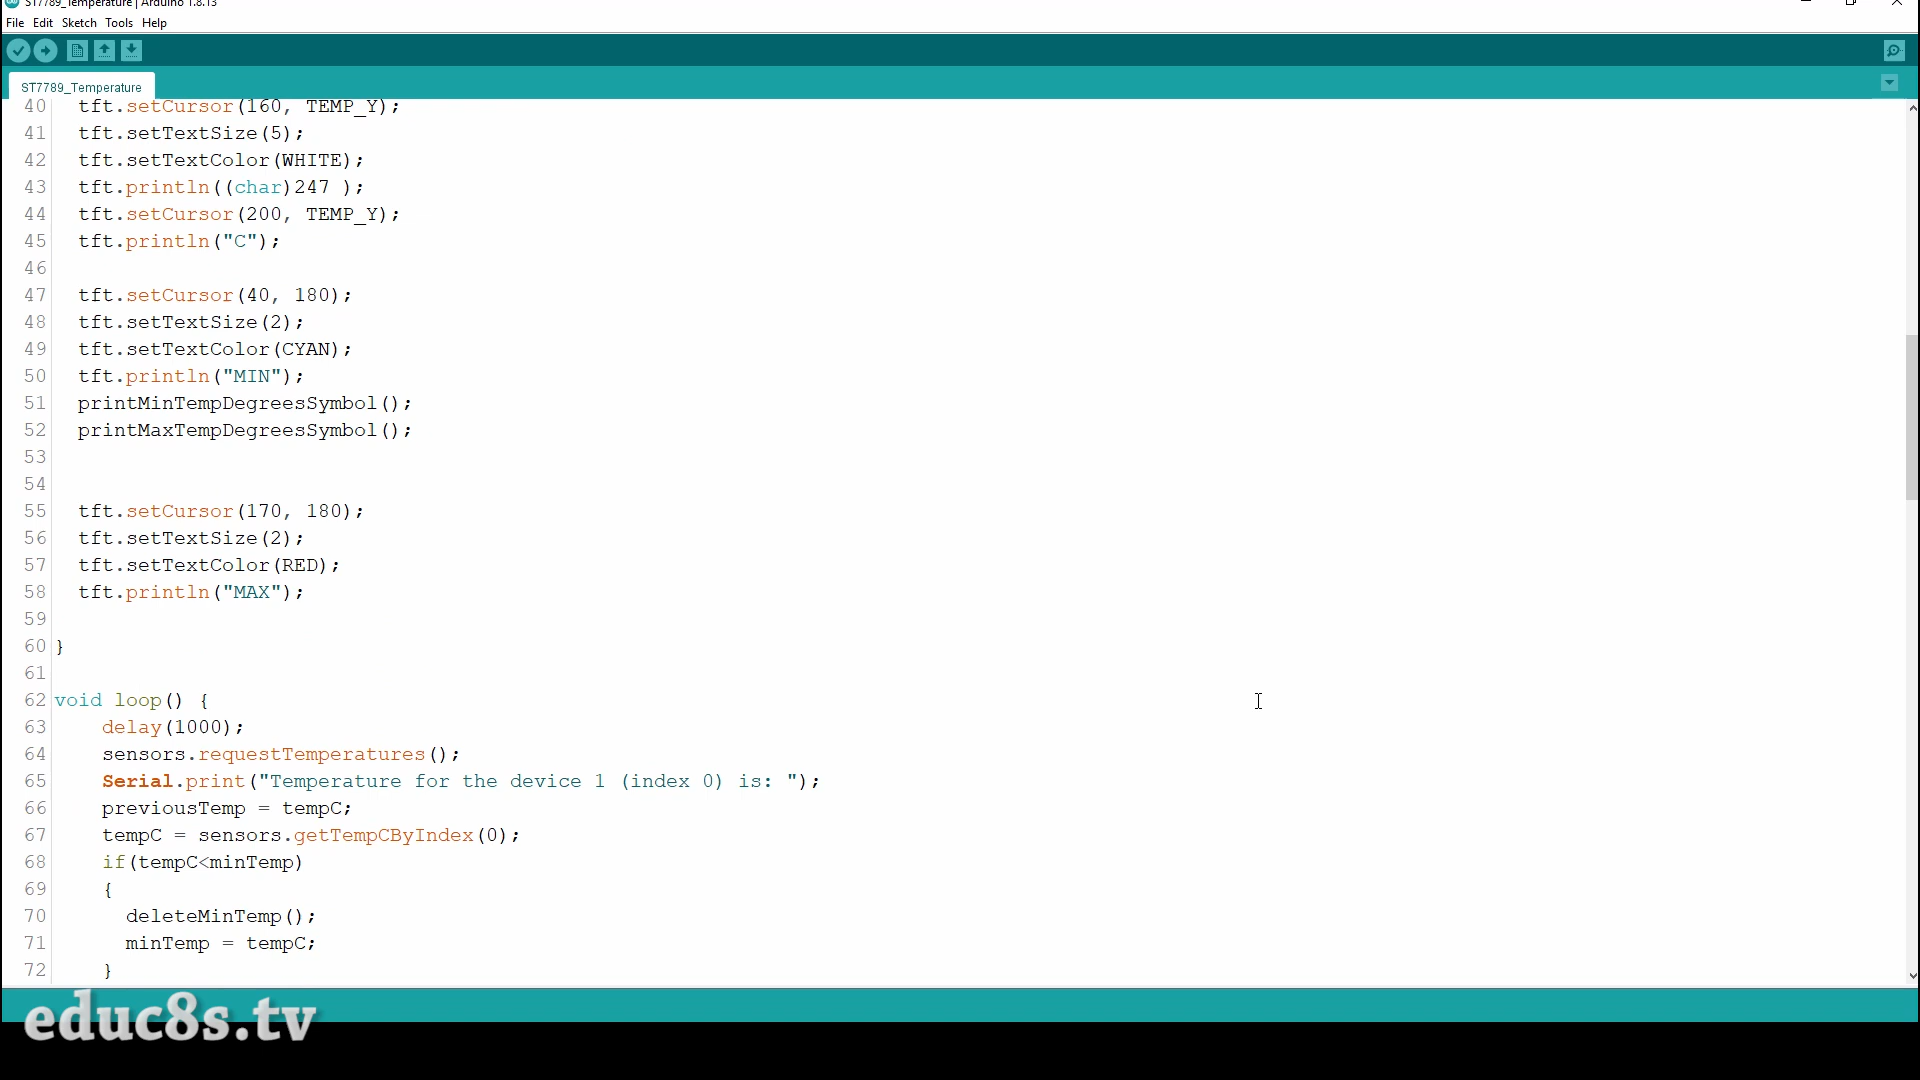 ST7789_Temperature | Arduino 1.8.13
File Edit Sketch Tools Help
ST7789_Temperature
40 tft.setCursor(160, TEMP_Y);
41 tft.setTextSize(5);
42 tft.setTextColor(WHITE);
43 tft.println((char)247 );
44 tft.setCursor(200, TEMP_Y);
45 tft.println("C");
46
47 tft.setCursor(40, 180);
48 tft.setTextSize(2);
49 tft.setTextColor(CYAN);
50 tft.println("MIN");
51 printMinTempDegreesSymbol();
52 printMaxTempDegreesSymbol();
53
54
55 tft.setCursor(170, 180);
56 tft.setTextSize(2);
57 tft.setTextColor(RED);
58 tft.println("MAX");
59
60 }
61
62 void loop() {
63 delay(1000);
64 sensors.requestTemperatures();
65 Serial.print("Temperature for the device 1 (index 0) is: ");
66 previousTemp = tempC;
67 tempC = sensors.getTempCByIndex(0);
68 if(tempC<minTemp)
69 {
70 deleteMinTemp();
71 minTemp = tempC;
72 }
educ8s.tv